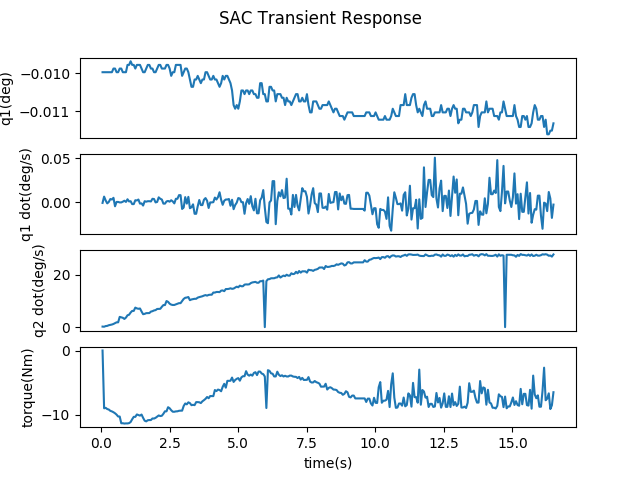 SAC Transient Response
−0.010
−0.011
q1(deg)
0.05
0.00
q1 dot(deg/s)
20
0
q2 dot(deg/s)
0
−10
torque(Nm)
0.0 2.5 5.0 7.5 10.0 12.5 15.0
time(s)